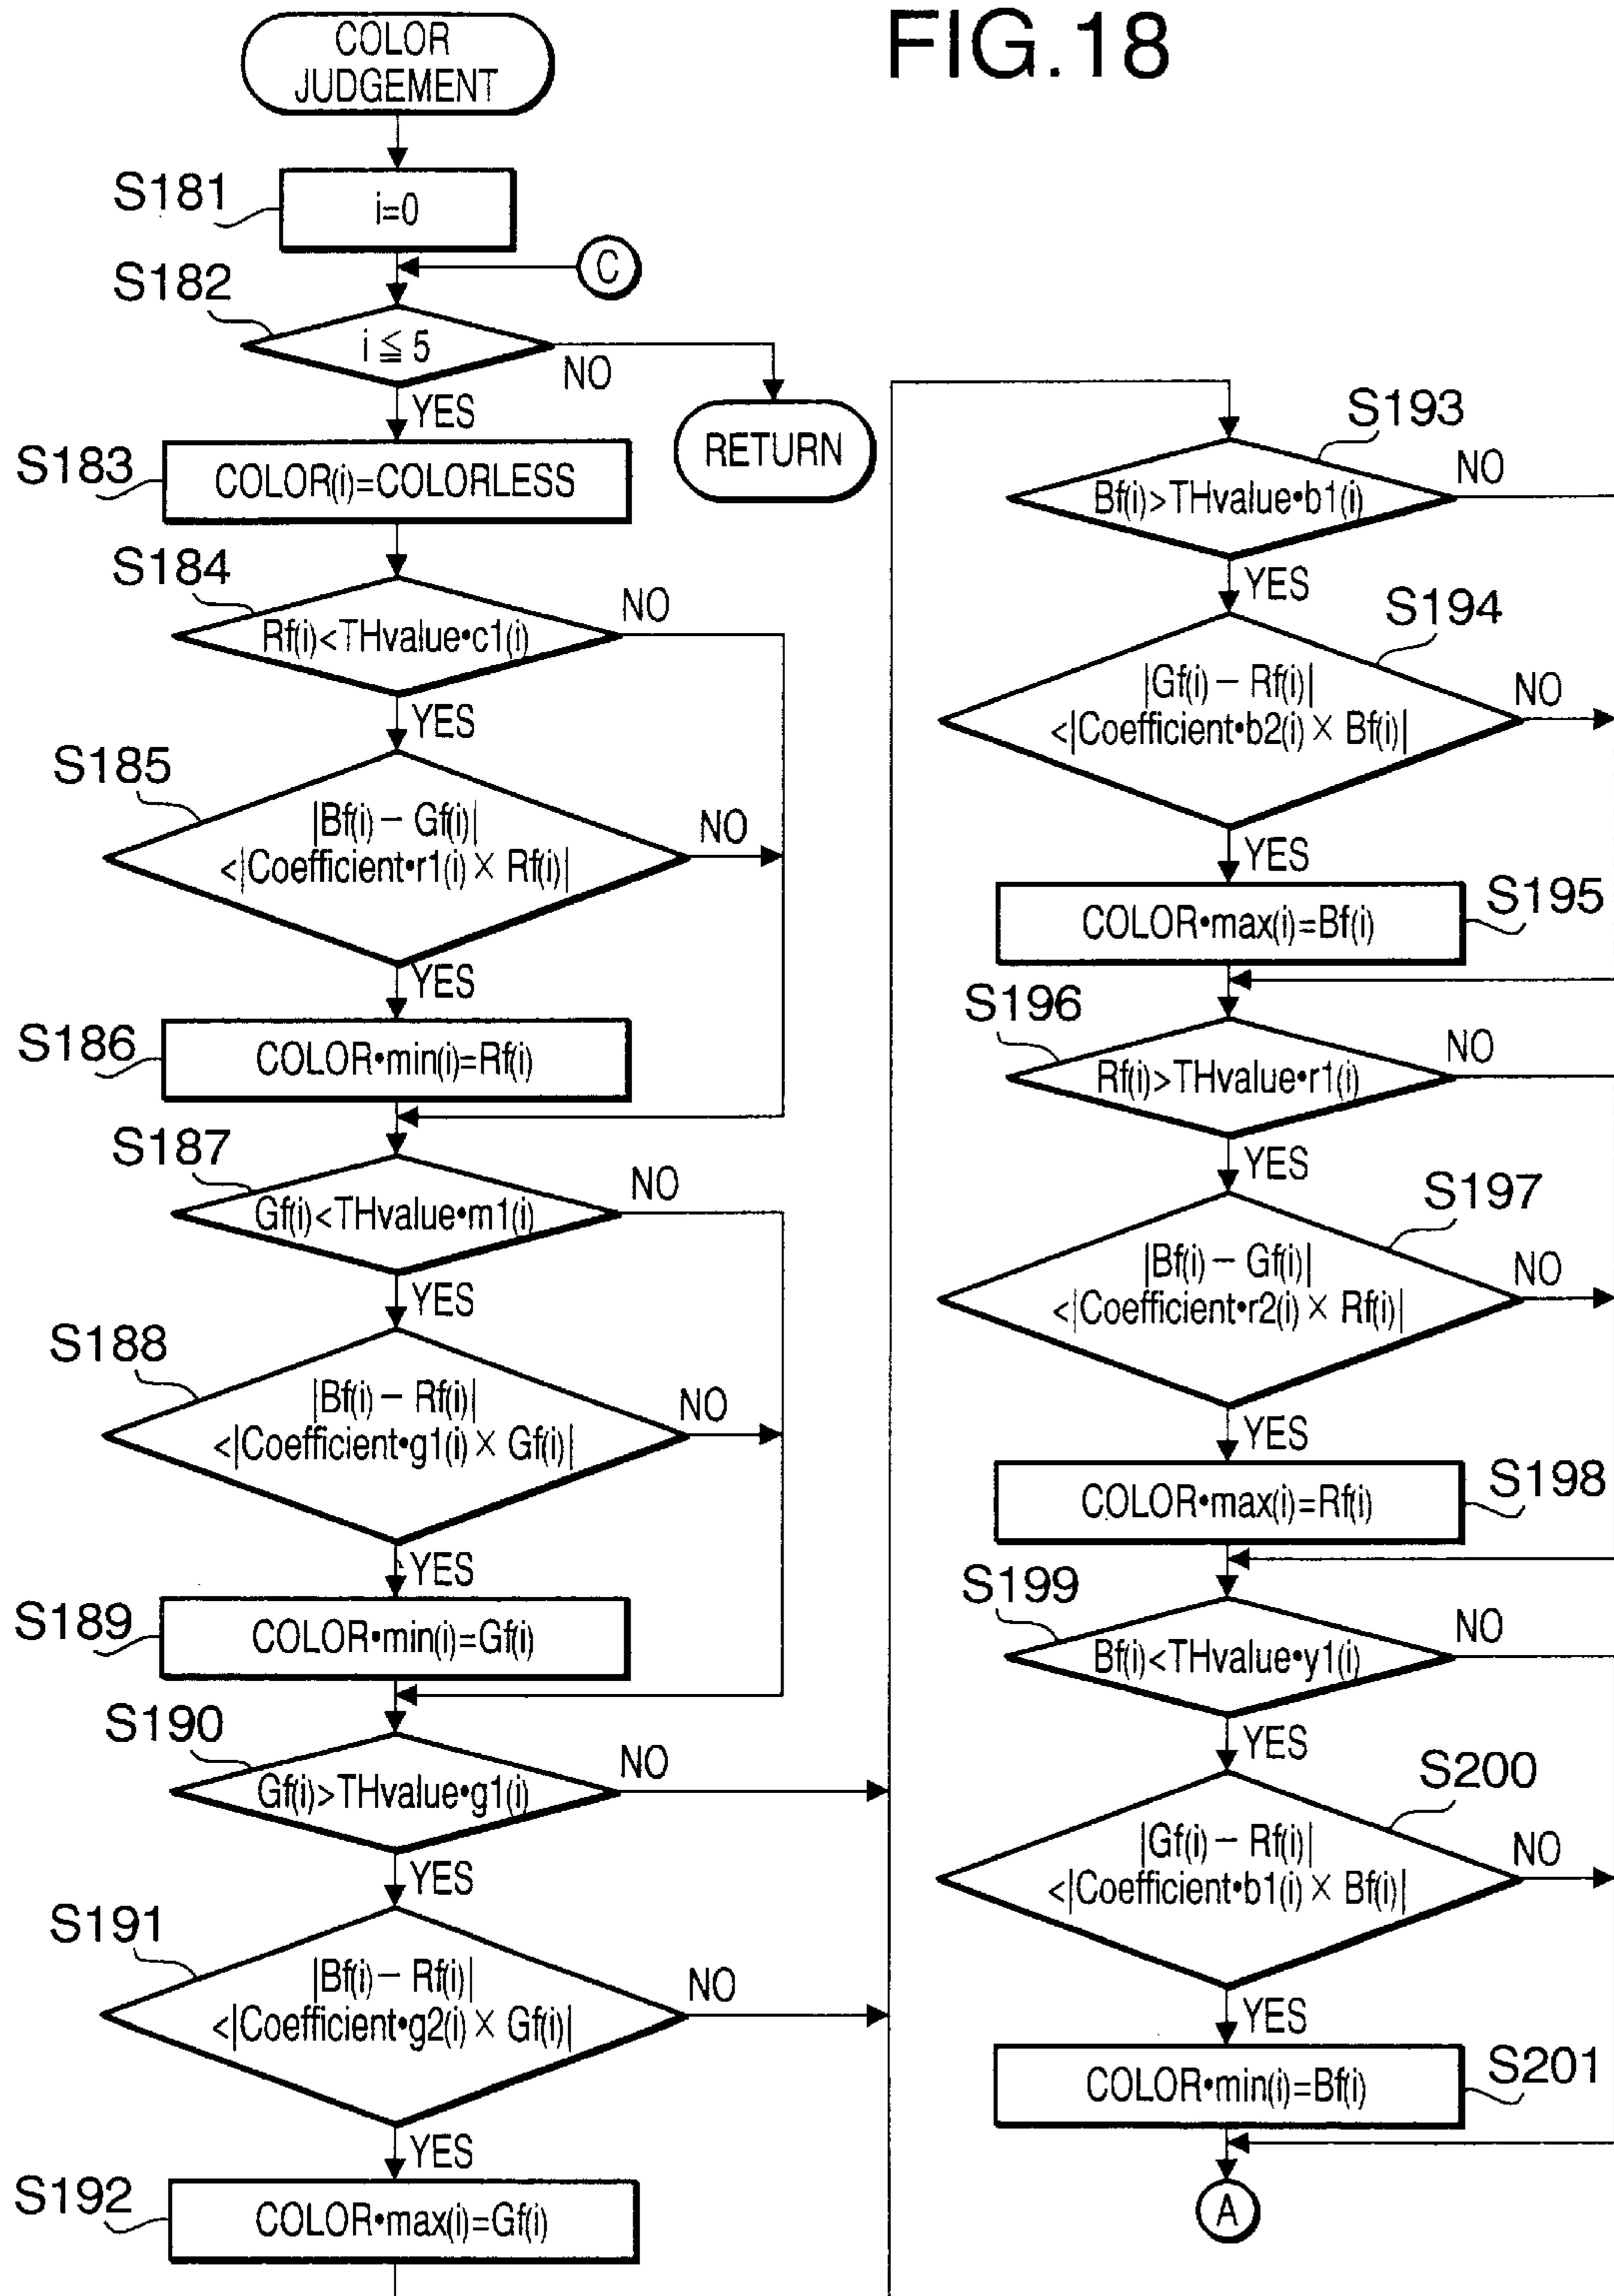 FIG.18
COLOR
JUDGEMENT
S181
i=0
C
S182
i ≦ 5
NO
YES
RETURN
S183
COLOR(i)=COLORLESS
S184
Rf(i)<THvalue•c1(i)
NO
YES
S185
|Bf(i) − Gf(i)|
<|Coefficient•r1(i) × Rf(i)|
NO
YES
S186
COLOR•min(i)=Rf(i)
S187
Gf(i)<THvalue•m1(i)
NO
YES
S188
|Bf(i) − Rf(i)|
<|Coefficient•g1(i) × Gf(i)|
NO
YES
S189
COLOR•min(i)=Gf(i)
S190
Gf(i)>THvalue•g1(i)
NO
YES
S191
|Bf(i) − Rf(i)|
<|Coefficient•g2(i) × Gf(i)|
NO
YES
S192
COLOR•max(i)=Gf(i)
S193
Bf(i)>THvalue•b1(i)
NO
YES
S194
|Gf(i) − Rf(i)|
<|Coefficient•b2(i) × Bf(i)|
NO
YES
S195
COLOR•max(i)=Bf(i)
S196
Rf(i)>THvalue•r1(i)
NO
YES
S197
|Bf(i) − Gf(i)|
<|Coefficient•r2(i) × Rf(i)|
NO
YES
S198
COLOR•max(i)=Rf(i)
S199
Bf(i)<THvalue•y1(i)
NO
YES
S200
|Gf(i) − Rf(i)|
<|Coefficient•b1(i) × Bf(i)|
NO
YES
S201
COLOR•min(i)=Bf(i)
A